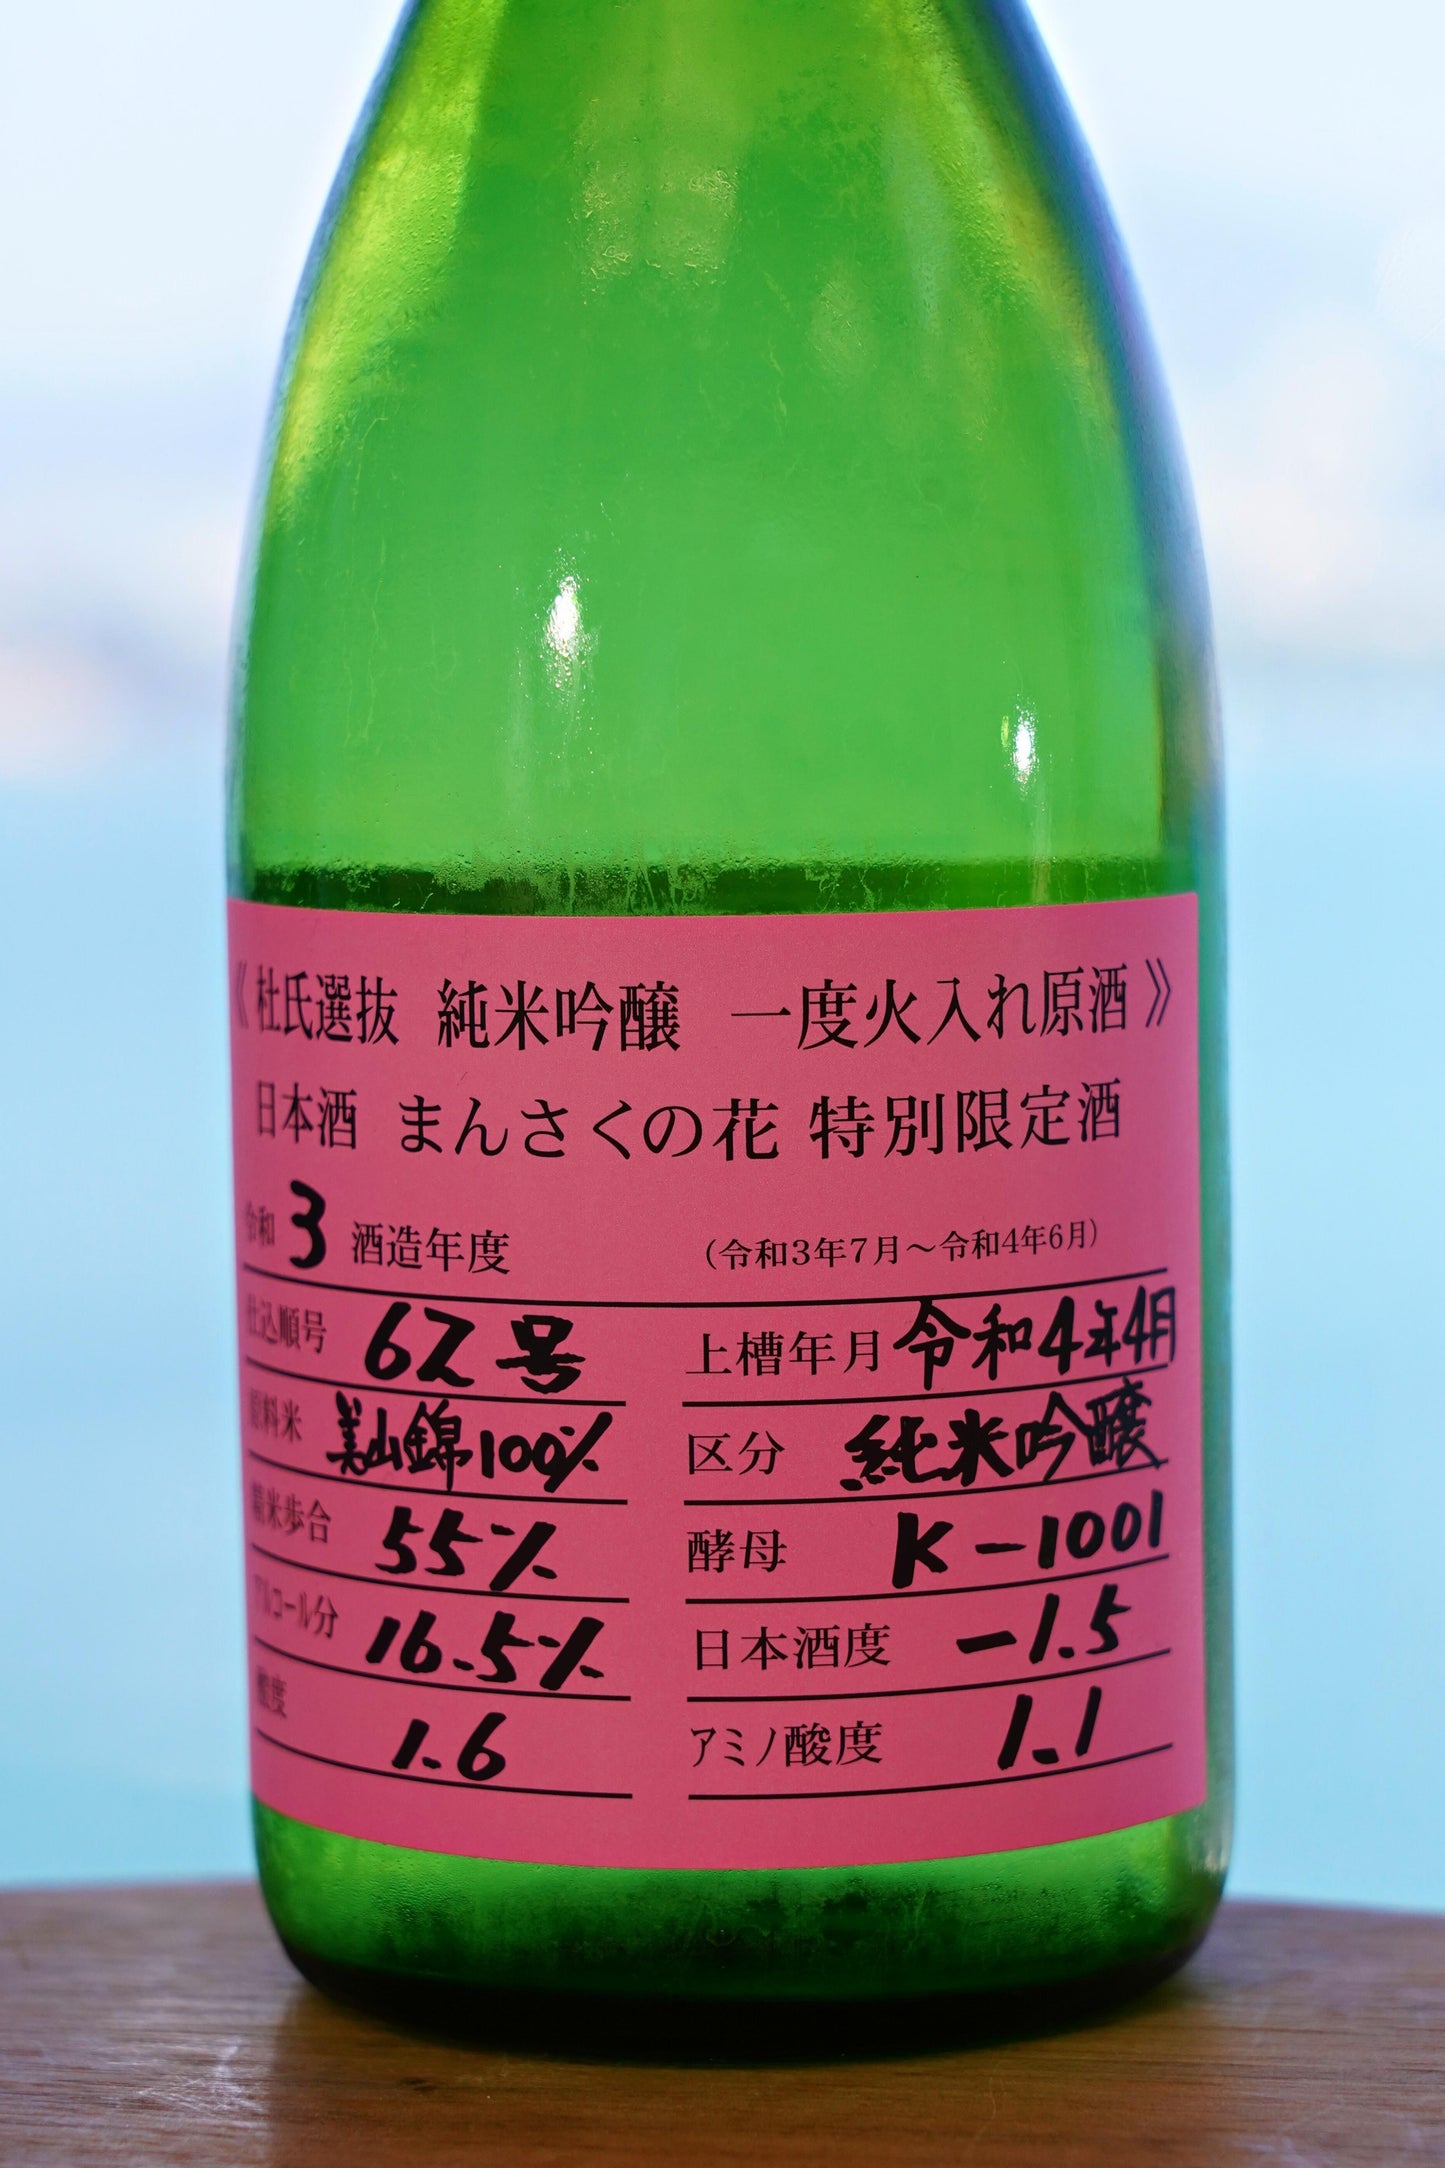 《杜氏選抜 純米吟醸 一度火入れ原酒》
日本酒 まんさくの花 特別限定酒
令和3酒造年度 (令和3年7月~令和4年6月)
仕込順号 62号
原料米 美山錦100%
精米歩合 55%
アルコール分 16.5%
酸度 1.6
上槽年月 令和4年4月
区分 純米吟醸
酵母 K-1001
日本酒度 -1.5
アミノ酸度 1.1